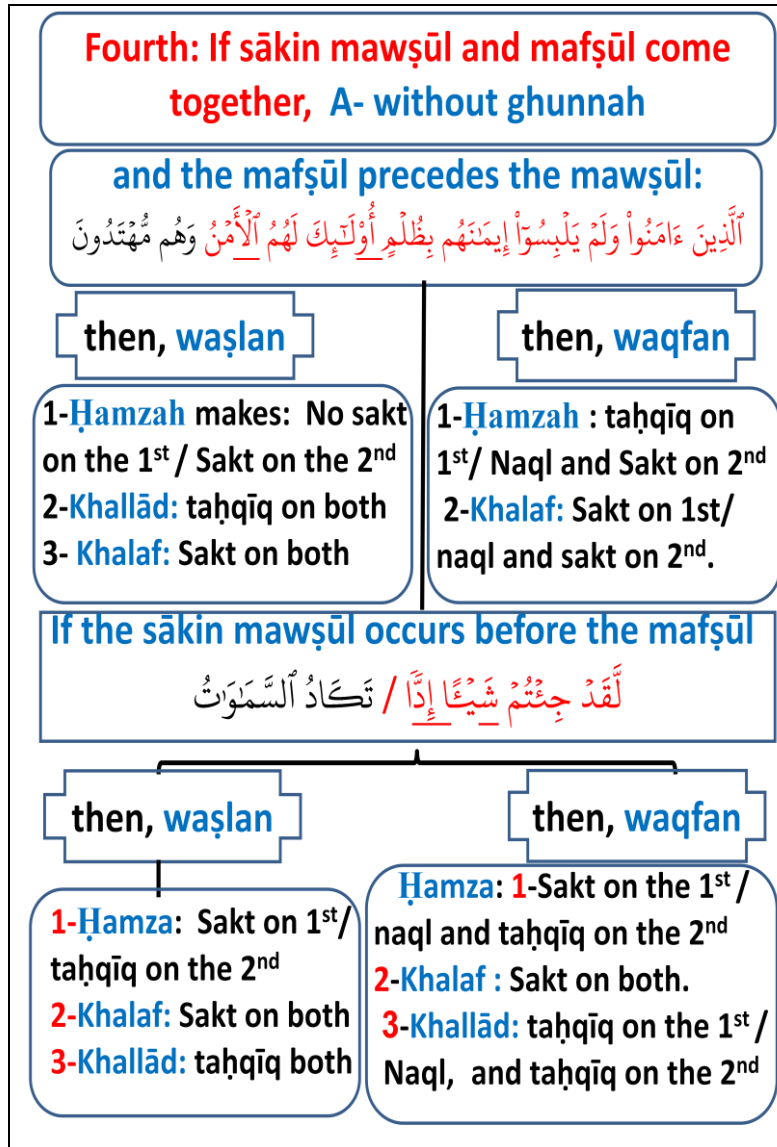 Fourth: If sākin mawṣūl and mafṣūl come
together, A- without ghunnah
and the mafṣūl precedes the mawṣūl:
ٱلَّذِينَ ءَامَنُواْ وَلَمْ يَلْبِسُوٓاْ إِيمَـٰنَهُم بِظُلْمٍ أُوْلَـٰٓئِكَ لَهُمُ ٱلْأَمْنُ وَهُم مُّهْتَدُونَ
then, waṣlan
1-Ḥamzah makes: No sakt
on the 1st / Sakt on the 2nd
2-Khallād: taḥqīq on both
3- Khalaf: Sakt on both
then, waqfan
1-Ḥamzah : taḥqīq on
1st/ Naql and Sakt on 2nd
2-Khalaf: Sakt on 1st/
naql and sakt on 2nd.
If the sākin mawṣūl occurs before the mafṣūl
لَّقَدْ جِئْتُمْ شَيْـًٔا إِدًّا / تَكَادُ ٱلسَّمَـٰوَٰتُ
then, waṣlan
1-Ḥamza: Sakt on 1st/
taḥqīq on the 2nd
2-Khalaf: Sakt on both
3-Khallād: taḥqīq both
then, waqfan
Ḥamza: 1-Sakt on the 1st /
naql and taḥqīq on the 2nd
2-Khalaf : Sakt on both.
3-Khallād: taḥqīq on the 1st /
Naql, and taḥqīq on the 2nd